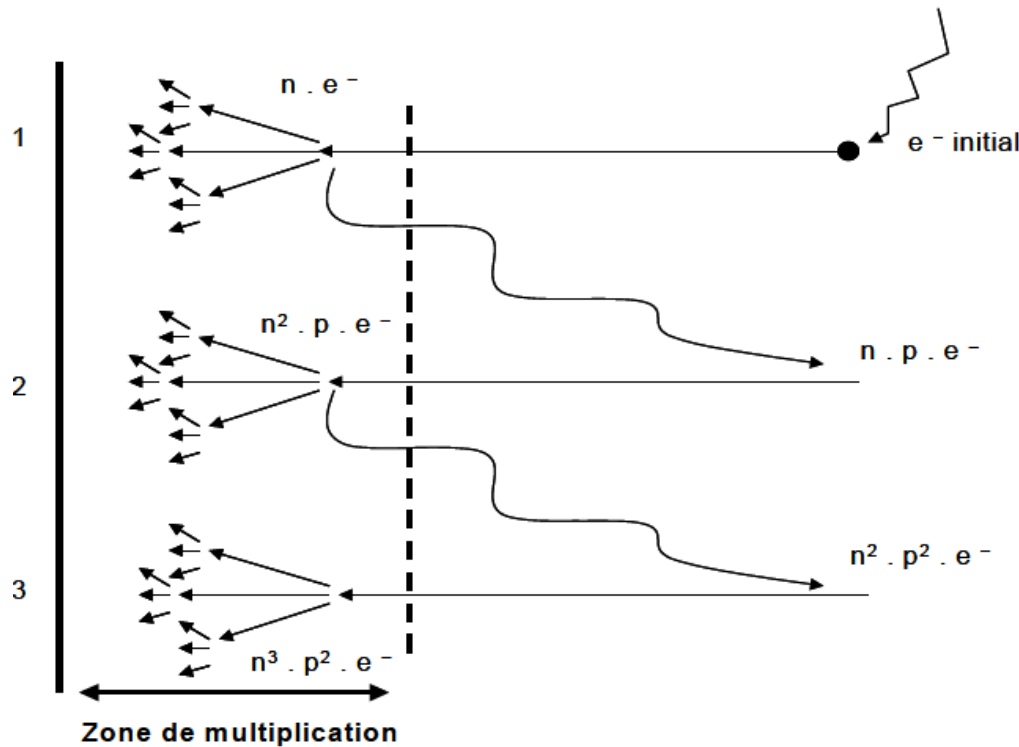 n . e⁻
1
e⁻ initial
n² . p . e⁻
n . p . e⁻
2
n² . p² . e⁻
3
n³ . p² . e⁻
Zone de multiplication